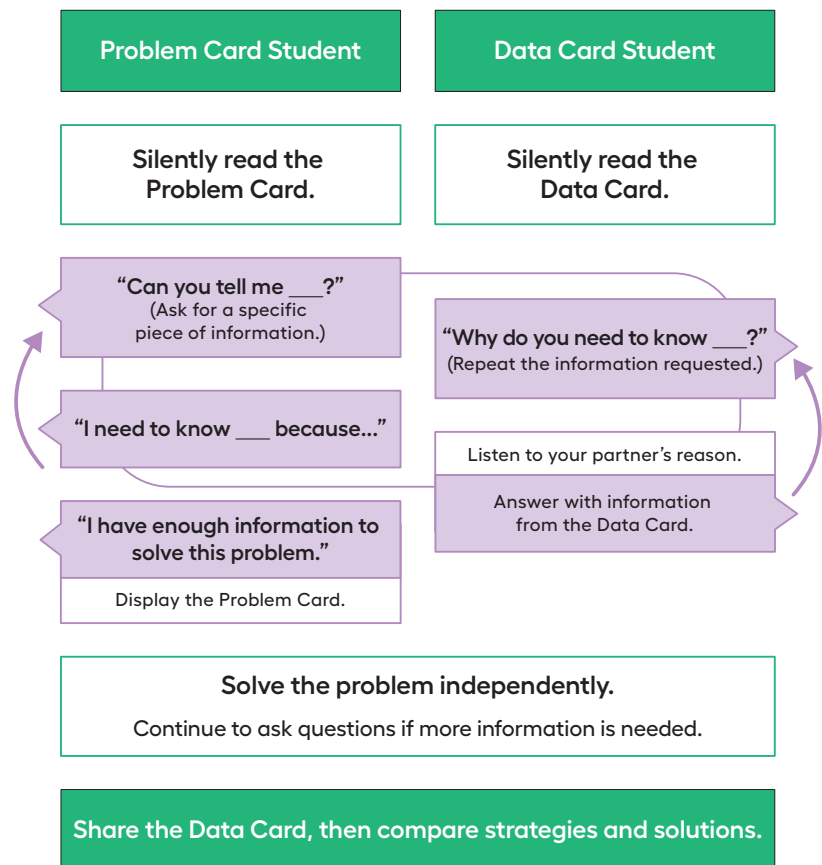 Problem Card Student
Data Card Student
Silently read the
Problem Card.
Silently read the
Data Card.
“Can you tell me ___?”
(Ask for a specific
piece of information.)
“Why do you need to know ___?”
(Repeat the information requested.)
“I need to know ___ because...”
Listen to your partner’s reason.
Answer with information
from the Data Card.
“I have enough information to
solve this problem.”
Display the Problem Card.
Solve the problem independently.
Continue to ask questions if more information is needed.
Share the Data Card, then compare strategies and solutions.